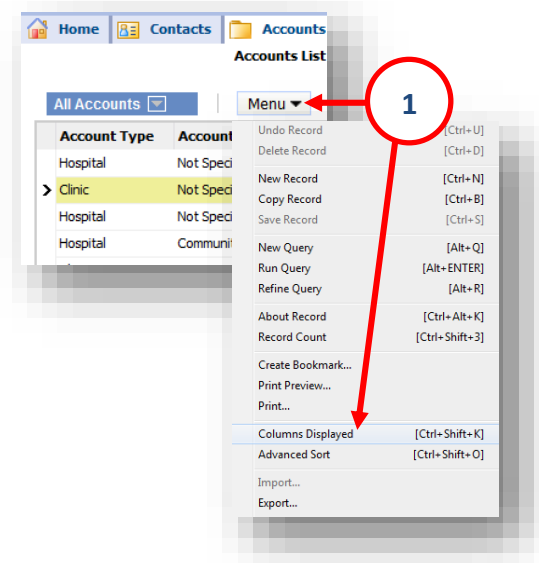 Home Contacts Accounts
Accounts List
All Accounts Menu
1
Account Type Account
Hospital Not Speci
Clinic Not Speci
Hospital Not Speci
Hospital Communi
Undo Record [Ctrl+U]
Delete Record [Ctrl+D]
New Record [Ctrl+N]
Copy Record [Ctrl+B]
Save Record [Ctrl+S]
New Query [Alt+Q]
Run Query [Alt+ENTER]
Refine Query [Alt+R]
About Record [Ctrl+Alt+K]
Record Count [Ctrl+Shift+3]
Create Bookmark...
Print Preview...
Print...
Columns Displayed [Ctrl+Shift+K]
Advanced Sort [Ctrl+Shift+O]
Import...
Export...